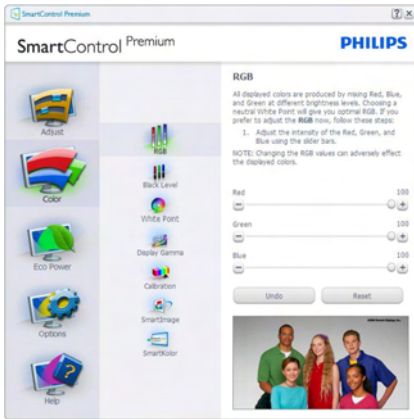 SmartControl Premium
SmartControl Premium
PHILIPS
Adjust
Color
Eco Power
Options
Help
RGB
Black Level
White Point
Display Gamma
Calibration
SmartImage
SmartKolor
RGB
All displayed colors are produced by mixing Red, Blue,
and Green at different brightness levels. Choosing a
neutral White Point will give you optimal RGB. If you
prefer to adjust the RGB now, follow these steps:
1. Adjust the intensity of the Red, Green, and
Blue using the slider bars.
NOTE: Changing the RGB values can adversely effect
the displayed colors.
Red 100
Green 100
Blue 100
Undo Reset